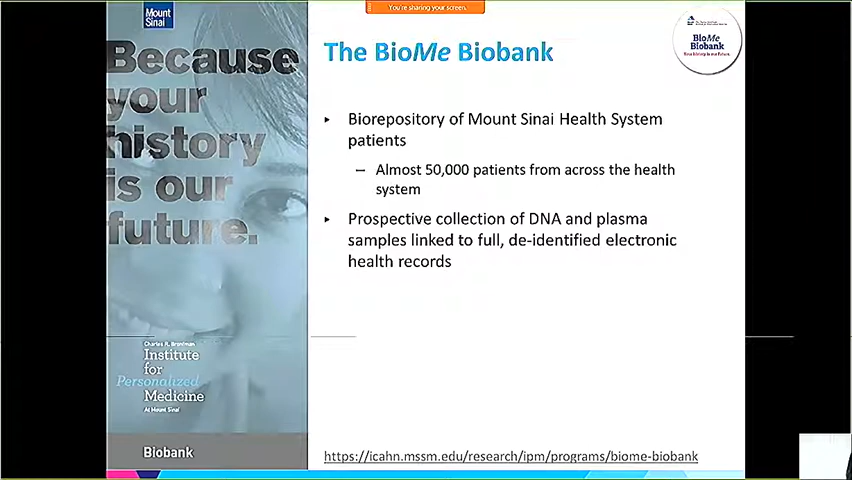 You're sharing your screen.
Mount
Sinai
Because
your
history
is our
future.
Charles R. Bronfman
Institute
for
Personalized
Medicine
At Mount Sinai
Biobank
The BioMe Biobank
BioMe
Biobank
Biorepository of Mount Sinai Health System
patients
– Almost 50,000 patients from across the health
system
Prospective collection of DNA and plasma
samples linked to full, de-identified electronic
health records
https://icahn.mssm.edu/research/ipm/programs/biome-biobank